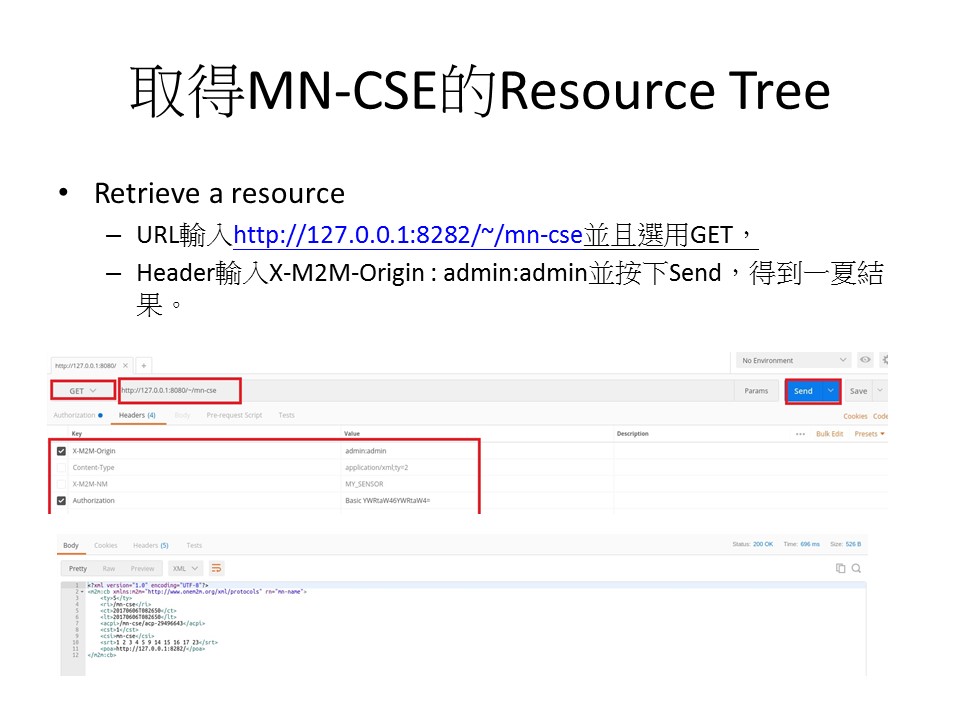 取得MN-CSE的Resource Tree
• Retrieve a resource
– URL輸入http://127.0.0.1:8282/~/mn-cse並且選用GET，
– Header輸入X-M2M-Origin : admin:admin並按下Send，得到一夏結
果。
http://127.0.0.1:8080/ × +
No Environment
GET http://127.0.0.1:8080/~/mn-cse Params Send Save
Authorization Headers (4) Body Pre-request Script Tests Cookies Code
Key Value Description ••• Bulk Edit Presets
X-M2M-Origin admin:admin
Content-Type application/xml;ty=2
X-M2M-NM MY_SENSOR
Authorization Basic YWRtaW46YWRtaW4=
Body Cookies Headers (5) Tests Status: 200 OK Time: 696 ms Size: 526 B
Pretty Raw Preview XML
1 <?xml version="1.0" encoding="UTF-8"?>
2 <m2m:cb xmlns:m2m="http://www.onem2m.org/xml/protocols" rn="mn-name">
3 <ty>5</ty>
4 <ri>/mn-cse</ri>
5 <ct>20170606T082650</ct>
6 <lt>20170606T082650</lt>
7 <acpi>/mn-cse/acp-29496643</acpi>
8 <cst>1</cst>
9 <csi>mn-cse</csi>
10 <srt>1 2 3 4 5 9 14 15 16 17 23</srt>
11 <poa>http://127.0.0.1:8282/</poa>
12 </m2m:cb>